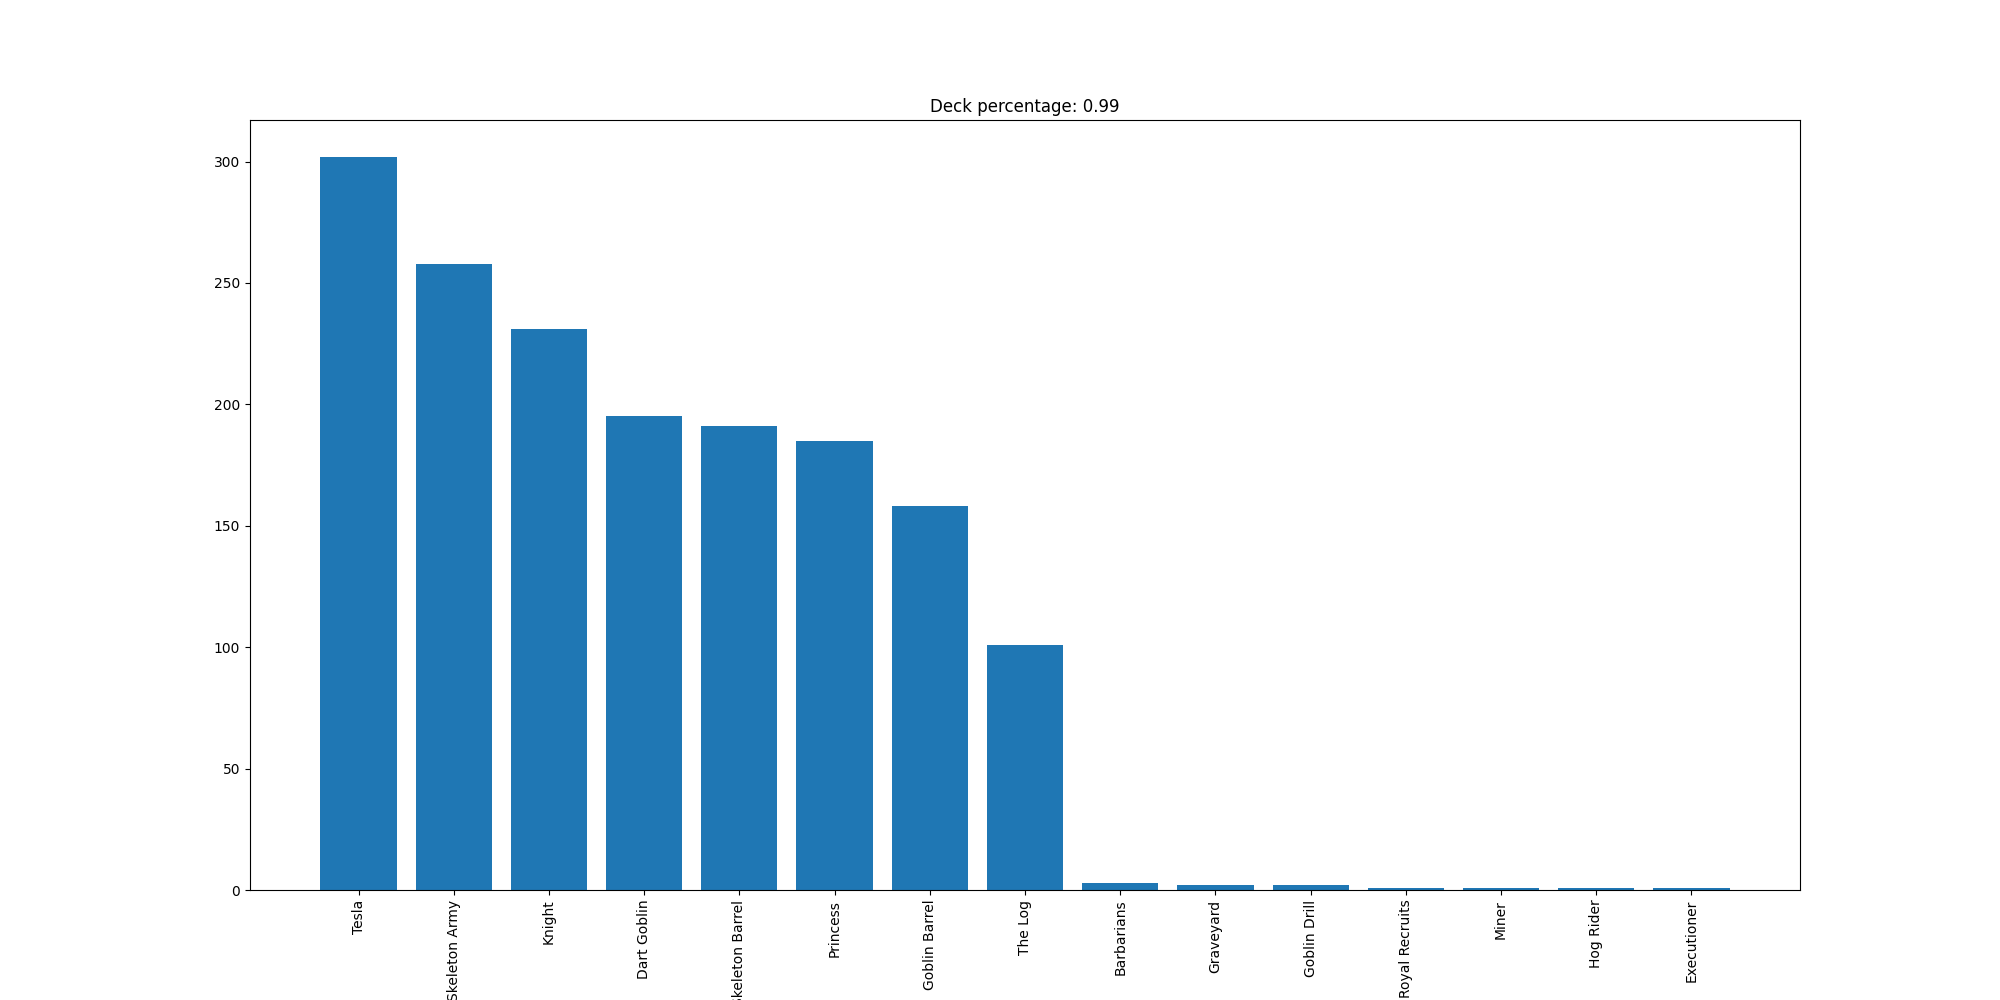 Deck percentage: 0.99
300
250
200
150
100
50
0
Tesla
Skeleton Army
Knight
Dart Goblin
Skeleton Barrel
Princess
Goblin Barrel
The Log
Barbarians
Graveyard
Goblin Drill
Royal Recruits
Miner
Hog Rider
Executioner